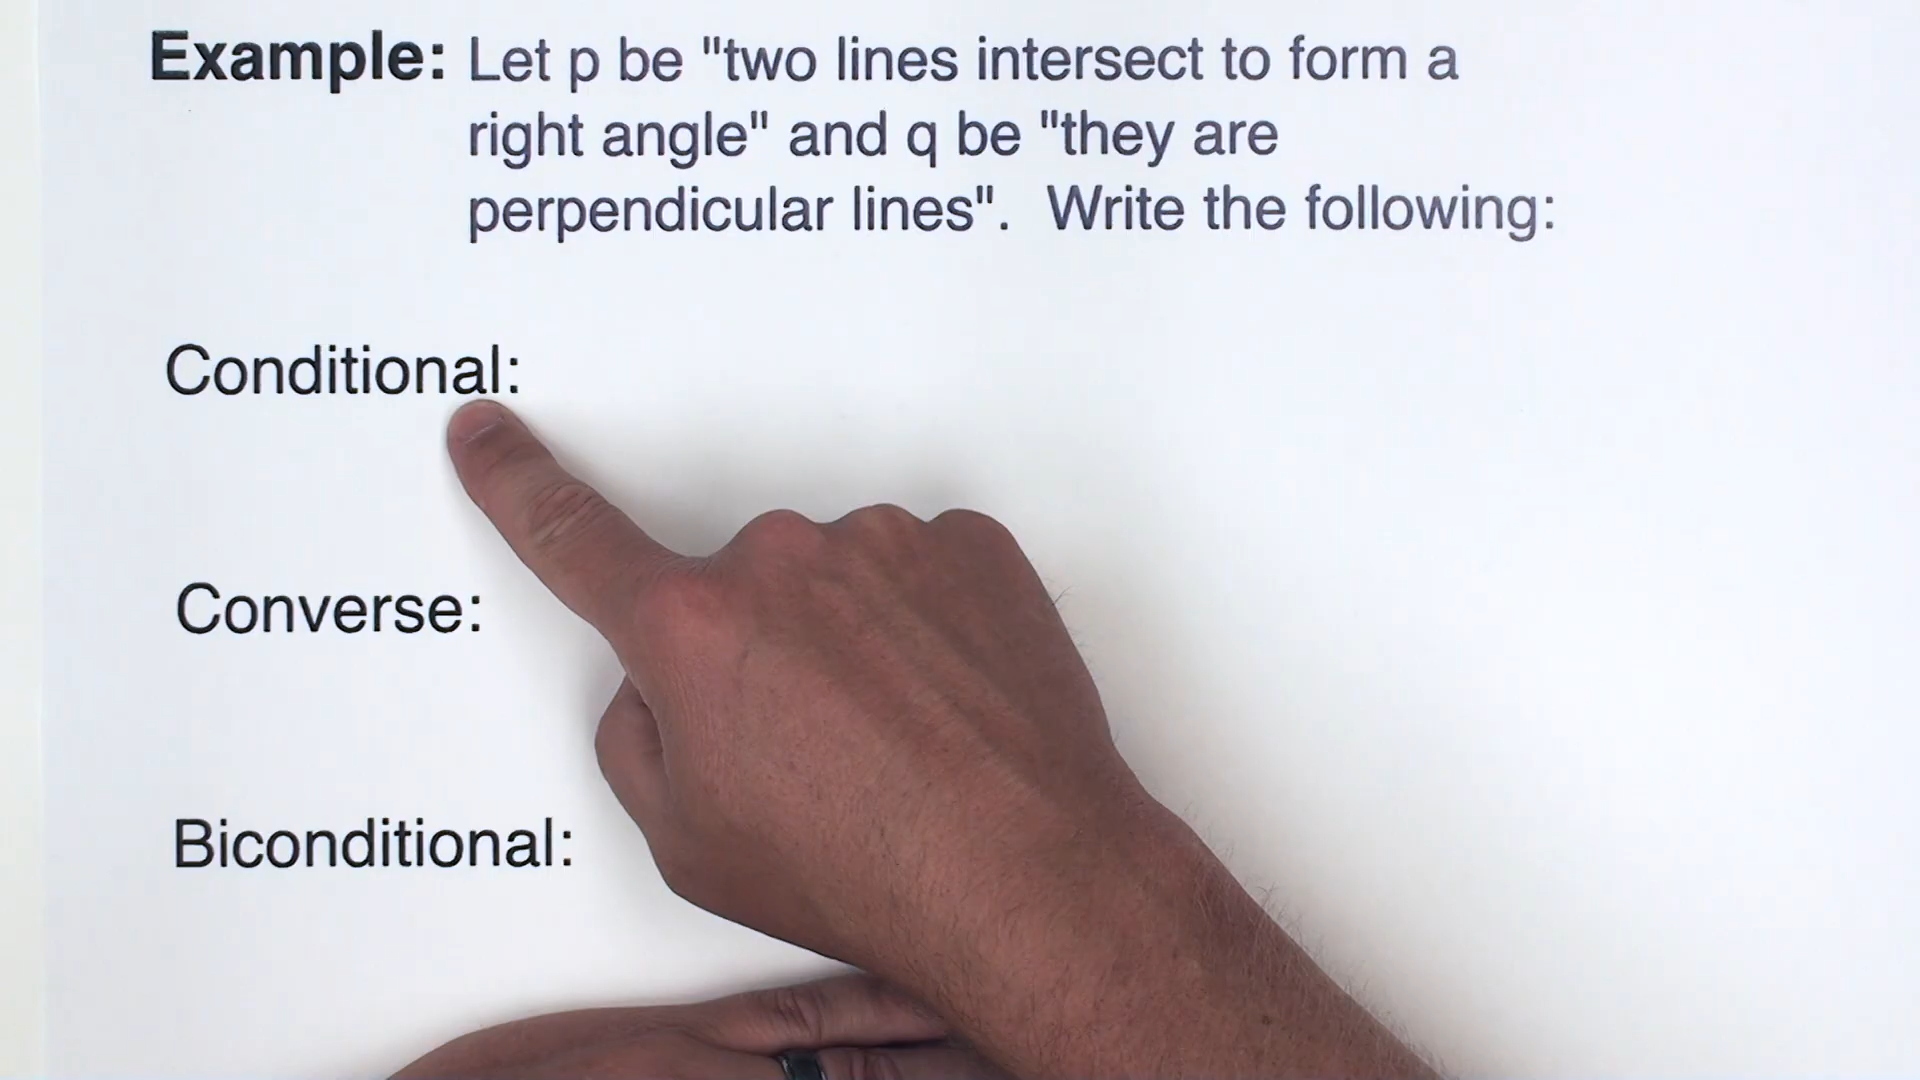 Example: Let p be "two lines intersect to form a
right angle" and q be "they are
perpendicular lines".  Write the following:
Conditional:
Converse:
Biconditional: